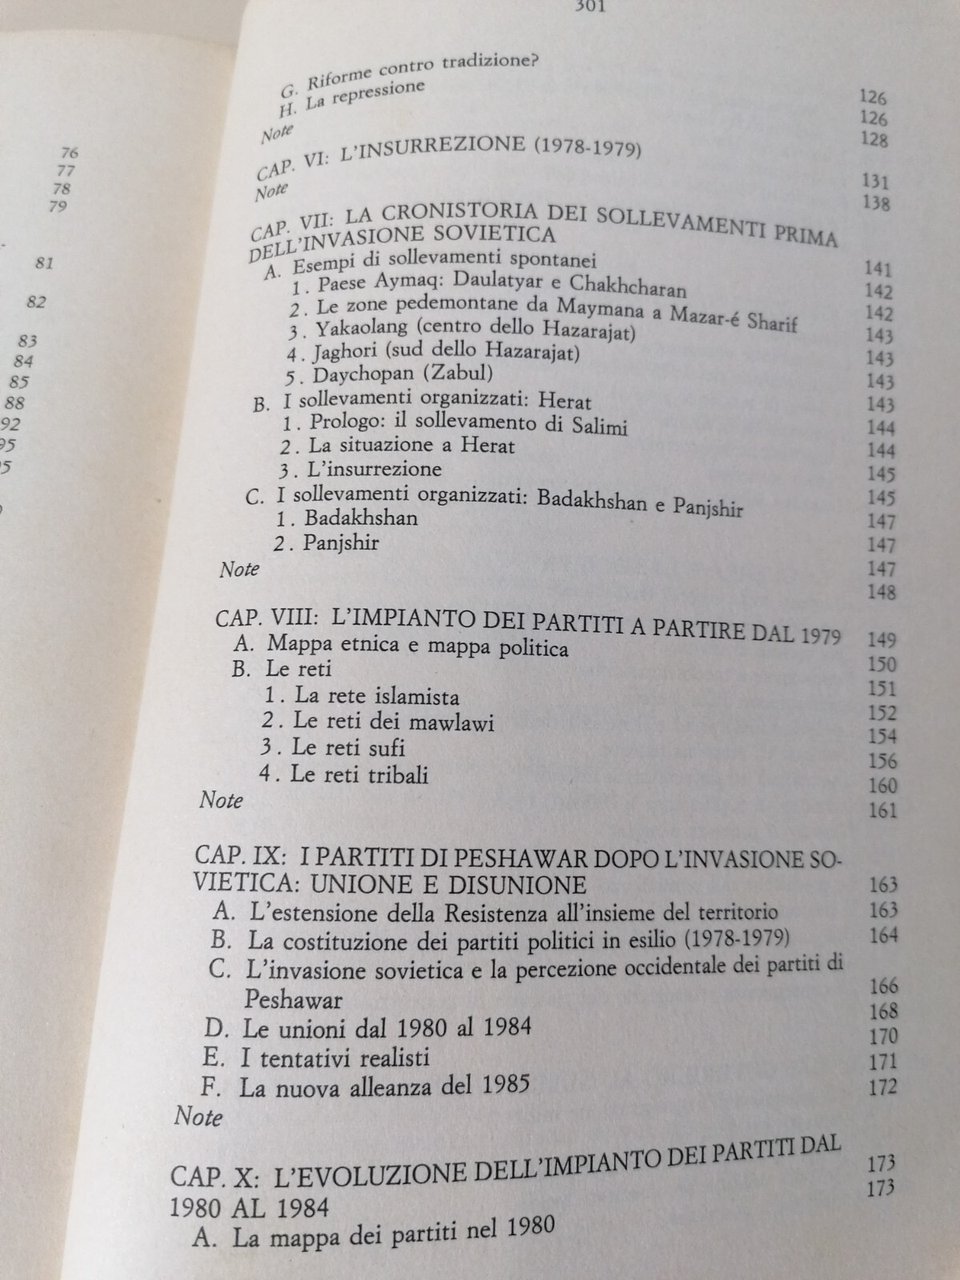 76
77
78
79
81
82
83
84
85
88
92
301
G. Riforme contro tradizione? 126
H. La repressione 126
Note 128
CAP. VI: L'INSURREZIONE (1978-1979) 131
Note 138
CAP. VII: LA CRONISTORIA DEI SOLLEVAMENTI PRIMA
DELL'INVASIONE SOVIETICA 141
A. Esempi di sollevamenti spontanei 142
1. Paese Aymaq: Daulatyar e Chakhcharan 142
2. Le zone pedemontane da Maymana a Mazar-é Sharif 143
3. Yakaolang (centro dello Hazarajat) 143
4. Jaghori (sud dello Hazarajat) 143
5. Daychopan (Zabul) 143
B. I sollevamenti organizzati: Herat 144
1. Prologo: il sollevamento di Salimi 144
2. La situazione a Herat 145
3. L'insurrezione 145
C. I sollevamenti organizzati: Badakhshan e Panjshir 147
1. Badakhshan 147
2. Panjshir 147
Note 148
CAP. VIII: L'IMPIANTO DEI PARTITI A PARTIRE DAL 1979 149
A. Mappa etnica e mappa politica 150
B. Le reti 151
1. La rete islamista 152
2. Le reti dei mawlawi 154
3. Le reti sufi 156
4. Le reti tribali 160
Note 161
CAP. IX: I PARTITI DI PESHAWAR DOPO L'INVASIONE SO-
VIETICA: UNIONE E DISUNIONE 163
A. L'estensione della Resistenza all'insieme del territorio 163
B. La costituzione dei partiti politici in esilio (1978-1979) 164
C. L'invasione sovietica e la percezione occidentale dei partiti di
Peshawar 166
D. Le unioni dal 1980 al 1984 168
E. I tentativi realisti 170
F. La nuova alleanza del 1985 171
Note 172
CAP. X: L'EVOLUZIONE DELL'IMPIANTO DEI PARTITI DAL
1980 AL 1984 173
A. La mappa dei partiti nel 1980 173